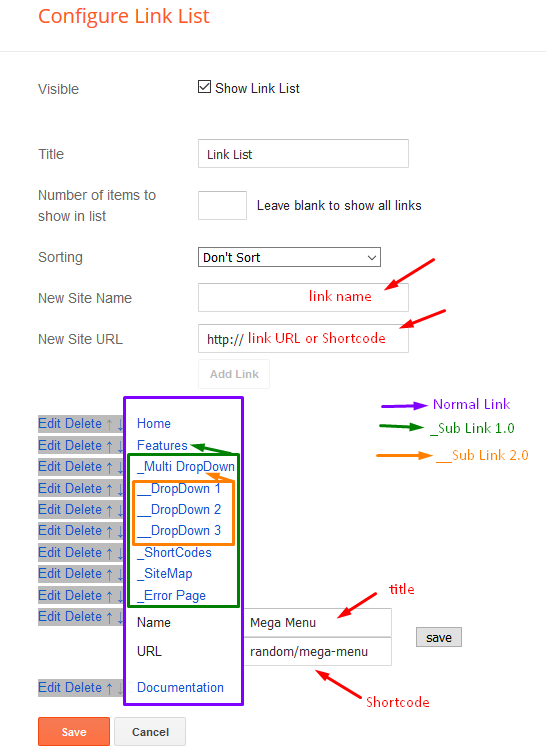 Configure Link List
Visible Show Link List
Title Link List
Number of items to
show in list
Leave blank to show all links
Sorting Don't Sort
New Site Name link name
New Site URL http:// link URL or Shortcode
Add Link
Normal Link
Edit Delete ↑ ↓ Home
_Sub Link 1.0
Edit Delete ↑ ↓ Features
__Sub Link 2.0
Edit Delete ↑ ↓ _Multi DropDown
Edit Delete ↑ ↓ __DropDown 1
Edit Delete ↑ ↓ __DropDown 2
Edit Delete ↑ ↓ __DropDown 3
Edit Delete ↑ ↓ _ShortCodes
Edit Delete ↑ ↓ _SiteMap
Edit Delete ↑ ↓ _Error Page
title
Edit Delete ↑ ↓ Name Mega Menu
save
URL random/mega-menu
Edit Delete ↑ ↓ Documentation
Shortcode
Save Cancel